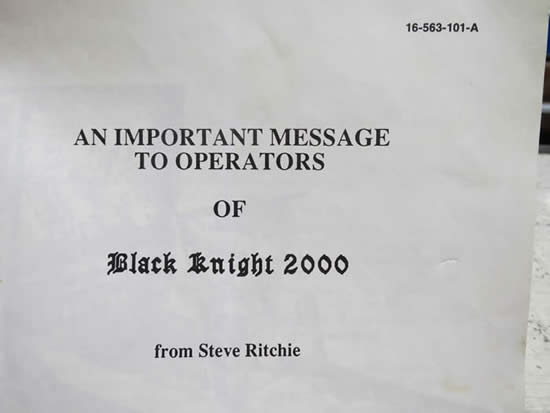 16-563-101-A
AN IMPORTANT MESSAGE
TO OPERATORS
OF
Black Knight 2000
from Steve Ritchie